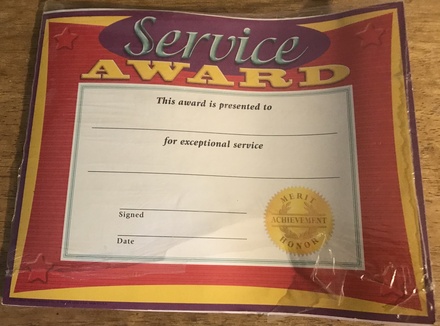 Service
AWARD
This award is presented to
for exceptional service
Signed
Date
MERIT
ACHIEVEMENT
HONOR